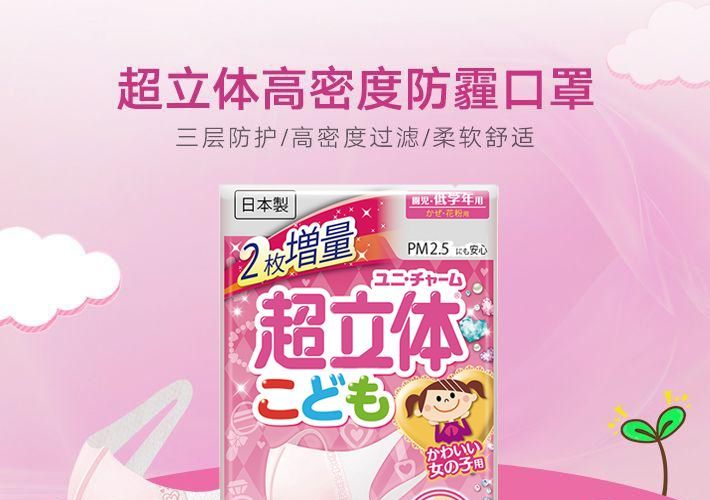 超立体高密度防霾口罩
三层防护/高密度过滤/柔软舒适
日本製
園児・低学年用
かぜ・花粉用
2枚増量
PM2.5 にも安心
ユニ・チャーム
超立体®
こども
かわいい
女の子用